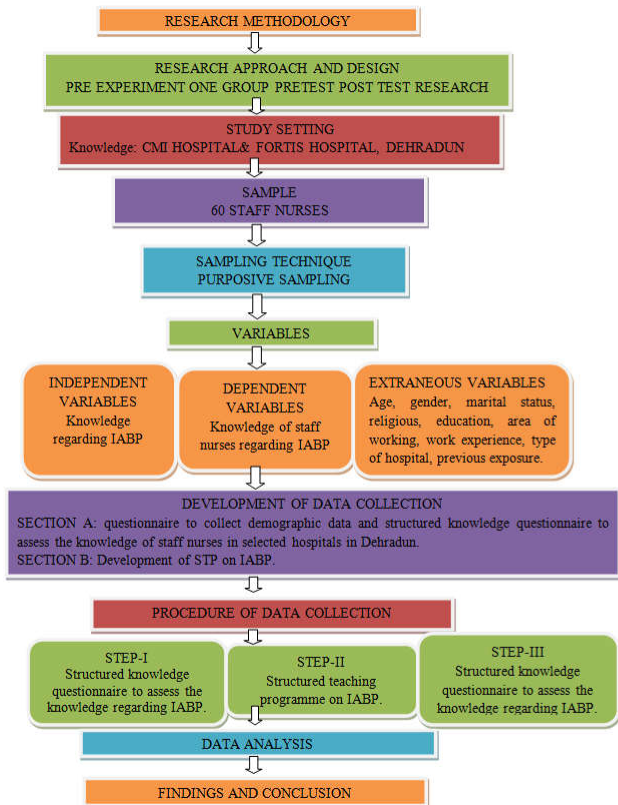 RESEARCH METHODOLOGY
RESEARCH APPROACH AND DESIGN
PRE EXPERIMENT ONE GROUP PRETEST POST TEST RESEARCH
STUDY SETTING
Knowledge: CMI HOSPITAL& FORTIS HOSPITAL, DEHRADUN
SAMPLE
60 STAFF NURSES
SAMPLING TECHNIQUE
PURPOSIVE SAMPLING
VARIABLES
INDEPENDENT
VARIABLES
Knowledge
regarding IABP
DEPENDENT
VARIABLES
Knowledge of staff
nurses regarding IABP
EXTRANEOUS VARIABLES
Age, gender, marital status,
religious, education, area of
working, work experience, type
of hospital, previous exposure.
DEVELOPMENT OF DATA COLLECTION
SECTION A: questionnaire to collect demographic data and structured knowledge questionnaire to
assess the knowledge of staff nurses in selected hospitals in Dehradun.
SECTION B: Development of STP on IABP.
PROCEDURE OF DATA COLLECTION
STEP-I
Structured knowledge
questionnaire to assess the
knowledge regarding IABP.
STEP-II
Structured teaching
programme on IABP.
STEP-III
Structured knowledge
questionnaire to assess the
knowledge regarding IABP.
DATA ANALYSIS
FINDINGS AND CONCLUSION